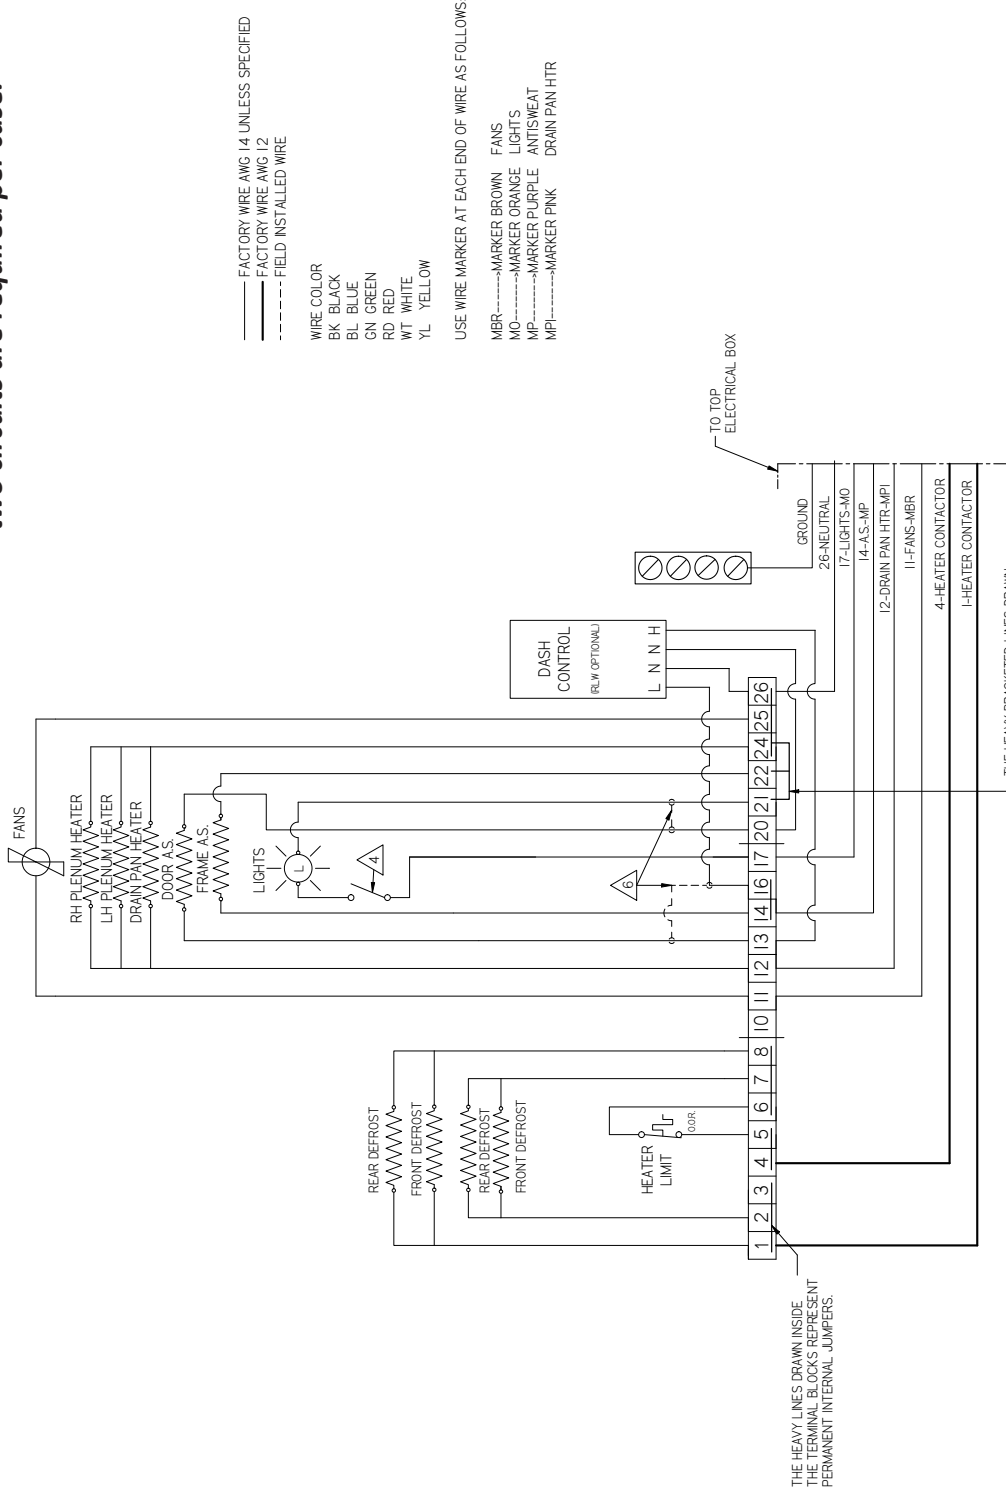 FACTORY WIRE AWG 14 UNLESS SPECIFIED
FACTORY WIRE AWG 12
FIELD INSTALLED WIRE
WIRE COLOR
BK BLACK
BL BLUE
GN GREEN
RD RED
WT WHITE
YL YELLOW
USE WIRE MARKER AT EACH END OF WIRE AS FOLLOWS:
MBR------->MARKER BROWN FANS
MO-------->MARKER ORANGE LIGHTS
MP-------->MARKER PURPLE ANTISWEAT
MPI------->MARKER PINK DRAIN PAN HTR
FANS
RH PLENUM HEATER
LH PLENUM HEATER
DRAIN PAN HEATER
DOOR A.S.
FRAME A.S.
LIGHTS
L
4
6
REAR DEFROST
FRONT DEFROST
REAR DEFROST
FRONT DEFROST
HEATER
LIMIT
O.O.R.
DASH
CONTROL
(RLW OPTIONAL)
L N N H
1 2 3 4 5 6 7 8 10 11 12 13 14 16 17 20 21 22 24 25 26
TO TOP
ELECTRICAL BOX
GROUND
26-NEUTRAL
17-LIGHTS-MO
14-A.S.-MP
12-DRAIN PAN HTR-MPI
11-FANS-MBR
4-HEATER CONTACTOR
1-HEATER CONTACTOR
THE HEAVY LINES DRAWN INSIDE
THE TERMINAL BLOCKS REPRESENT
PERMANENT INTERNAL JUMPERS.